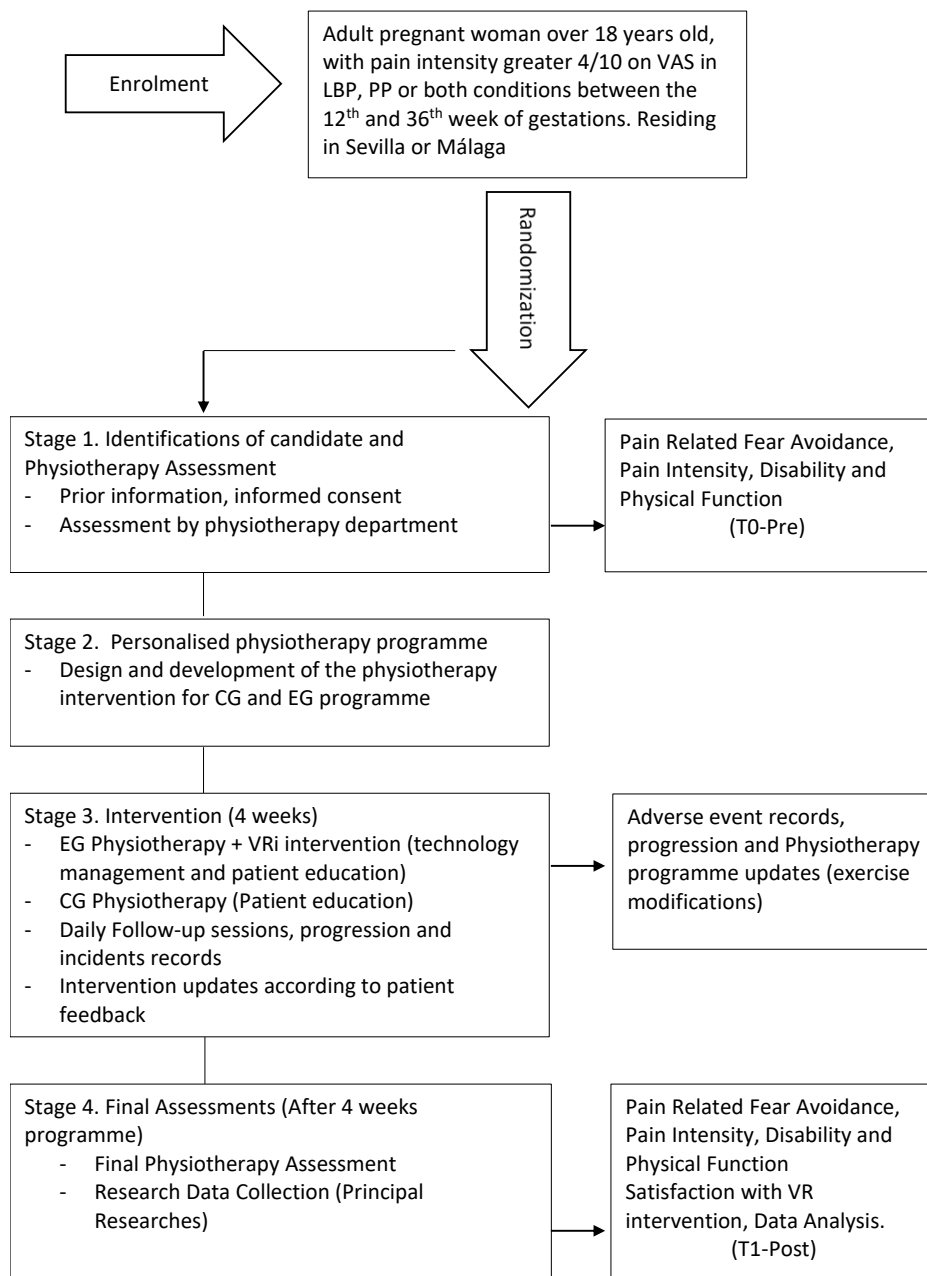 Enrolment
Adult pregnant woman over 18 years old,
with pain intensity greater 4/10 on VAS in
LBP, PP or both conditions between the
12th and 36th week of gestations. Residing
in Sevilla or Málaga
Randomization
Stage 1. Identifications of candidate and
Physiotherapy Assessment
- Prior information, informed consent
- Assessment by physiotherapy department
Pain Related Fear Avoidance,
Pain Intensity, Disability and
Physical Function
(T0-Pre)
Stage 2. Personalised physiotherapy programme
- Design and development of the physiotherapy
intervention for CG and EG programme
Stage 3. Intervention (4 weeks)
- EG Physiotherapy + VRi intervention (technology
management and patient education)
- CG Physiotherapy (Patient education)
- Daily Follow-up sessions, progression and
incidents records
- Intervention updates according to patient
feedback
Adverse event records,
progression and Physiotherapy
programme updates (exercise
modifications)
Stage 4. Final Assessments (After 4 weeks
programme)
- Final Physiotherapy Assessment
- Research Data Collection (Principal
Researches)
Pain Related Fear Avoidance,
Pain Intensity, Disability and
Physical Function
Satisfaction with VR
intervention, Data Analysis.
(T1-Post)